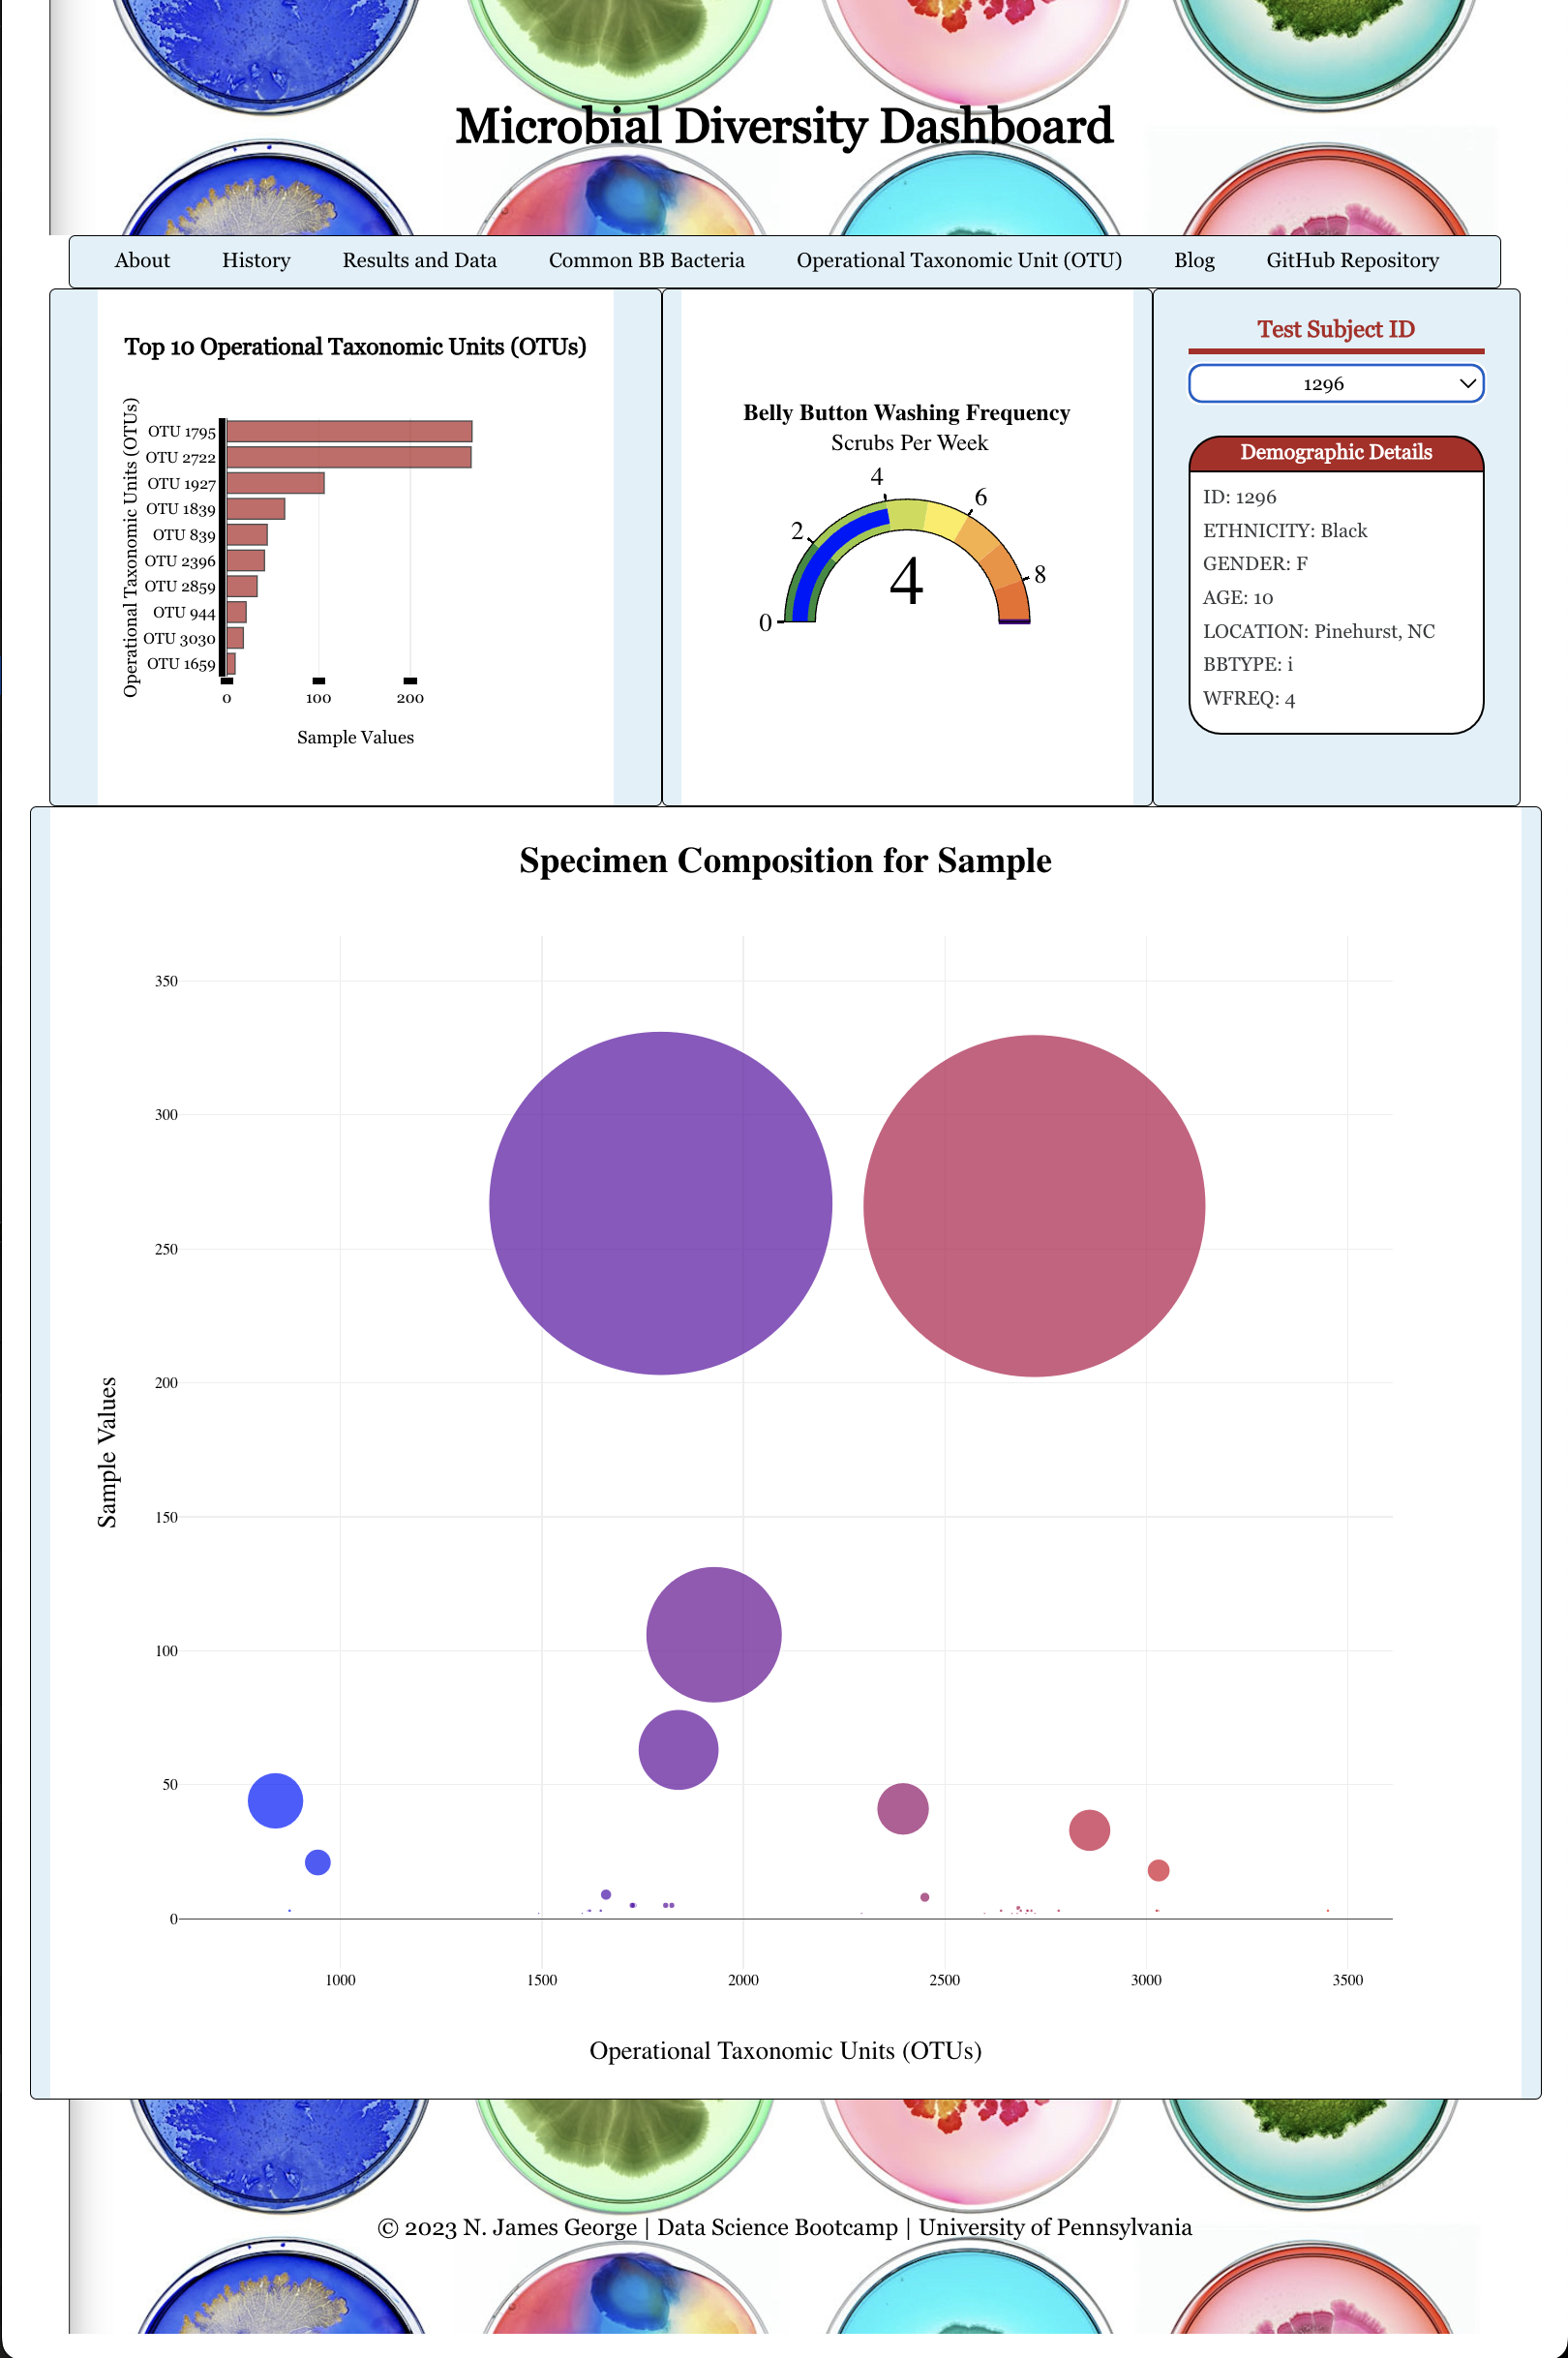 Microbial Diversity Dashboard
About History Results and Data Common BB Bacteria Operational Taxonomic Unit (OTU) Blog GitHub Repository
Top 10 Operational Taxonomic Units (OTUs)
Operational Taxonomic Units (OTUs)
OTU 1795
OTU 2722
OTU 1927
OTU 1839
OTU 839
OTU 2396
OTU 2859
OTU 944
OTU 3030
OTU 1659
0 100 200
Sample Values
Belly Button Washing Frequency
Scrubs Per Week
0 2 4 6 8
4
Test Subject ID
1296
Demographic Details
ID: 1296
ETHNICITY: Black
GENDER: F
AGE: 10
LOCATION: Pinehurst, NC
BBTYPE: i
WFREQ: 4
Specimen Composition for Sample
Sample Values
350
300
250
200
150
100
50
0
1000 1500 2000 2500 3000 3500
Operational Taxonomic Units (OTUs)
© 2023 N. James George | Data Science Bootcamp | University of Pennsylvania